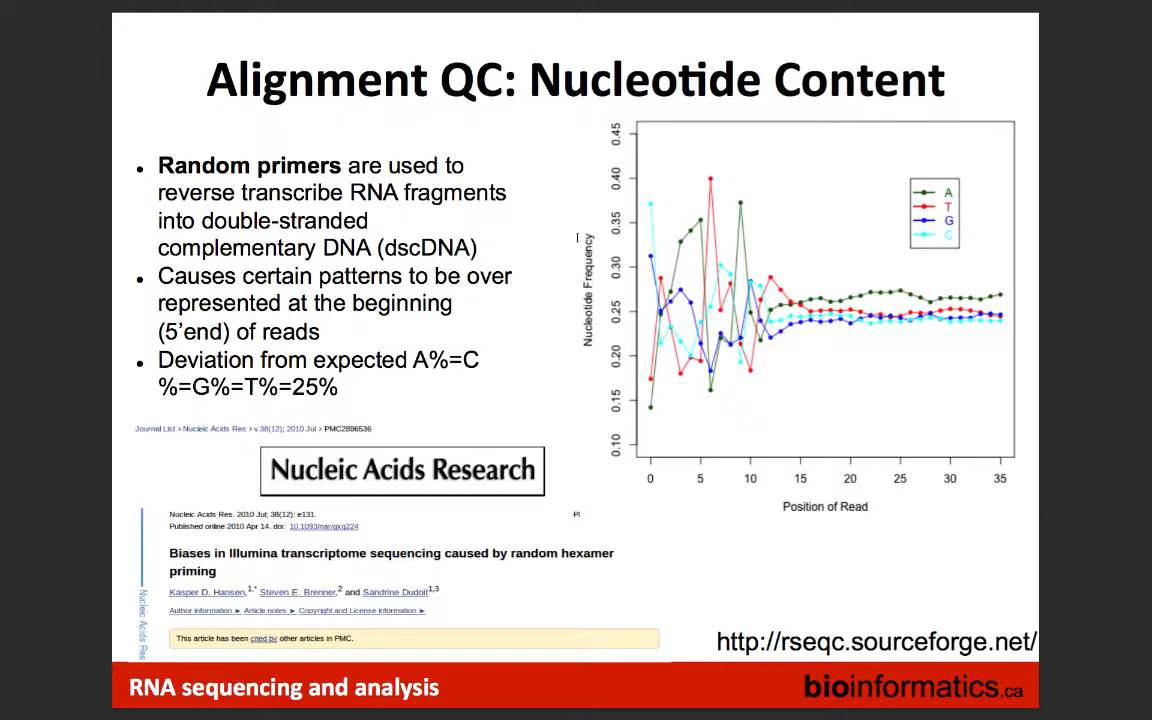 Alignment QC: Nucleotide Content
Random primers are used to
reverse transcribe RNA fragments
into double-stranded
complementary DNA (dscDNA)
Causes certain patterns to be over
represented at the beginning
(5'end) of reads
Deviation from expected A%=C
%=G%=T%=25%
Nucleotide Frequency
0.45
0.40
0.35
0.30
0.25
0.20
0.15
0.10
A
T
G
C
0 5 10 15 20 25 30 35
Position of Read
Journal List > Nucleic Acids Res > v.38(12); 2010 Jul > PMC2896536
Nucleic Acids Research
Nucleic Acids Res. 2010 Jul; 38(12): e131. PI
Published online 2010 Apr 14. doi: 10.1093/nar/gkq224
Biases in Illumina transcriptome sequencing caused by random hexamer
priming
Kasper D. Hansen,1,* Steven E. Brenner,2 and Sandrine Dudoit1,3
Author information ► Article notes ► Copyright and License information ►
This article has been cited by other articles in PMC.
Nucleic Acids Res
http://rseqc.sourceforge.net/
RNA sequencing and analysis
bioinformatics.ca